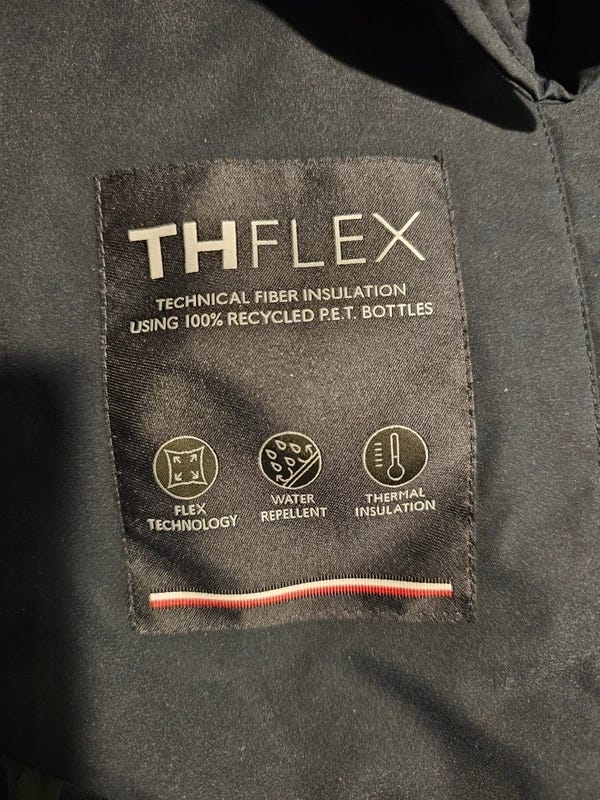 THFLEX
TECHNICAL FIBER INSULATION
USING 100% RECYCLED P.E.T. BOTTLES
FLEX
TECHNOLOGY
WATER
REPELLENT
THERMAL
INSULATION